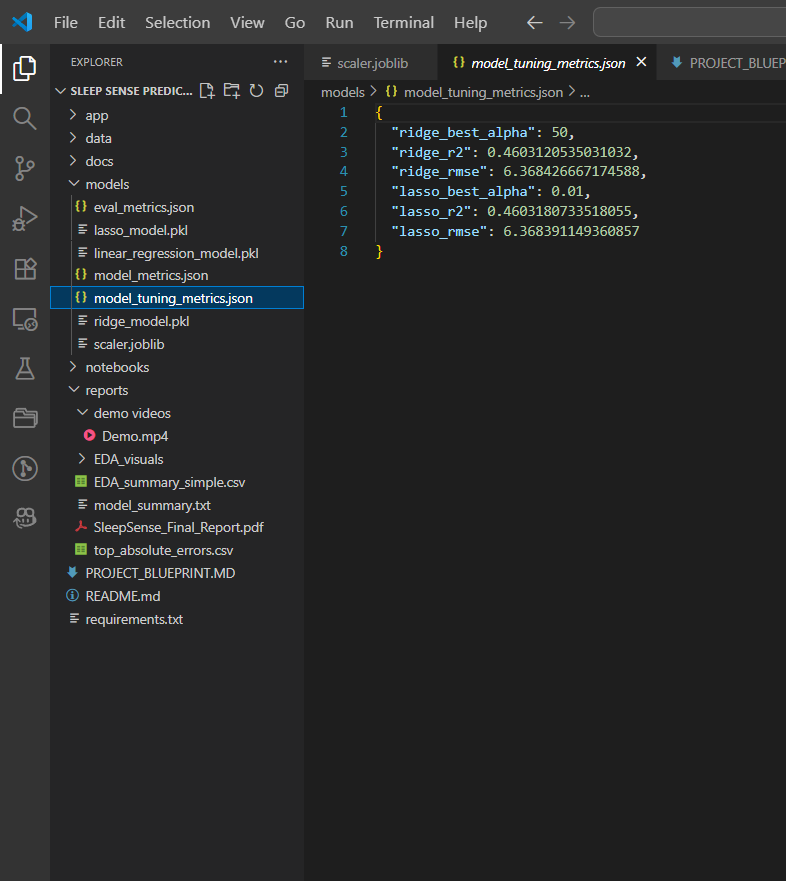 File Edit Selection View Go Run Terminal Help
EXPLORER
SLEEP SENSE PREDIC...
app
data
docs
models
eval_metrics.json
lasso_model.pkl
linear_regression_model.pkl
model_metrics.json
model_tuning_metrics.json
ridge_model.pkl
scaler.joblib
notebooks
reports
demo videos
Demo.mp4
EDA_visuals
EDA_summary_simple.csv
model_summary.txt
SleepSense_Final_Report.pdf
top_absolute_errors.csv
PROJECT_BLUEPRINT.MD
README.md
requirements.txt
scaler.joblib
{} model_tuning_metrics.json
PROJECT_BLUEP
models > {} model_tuning_metrics.json > ...
1 {
2 "ridge_best_alpha": 50,
3 "ridge_r2": 0.4603120535031032,
4 "ridge_rmse": 6.368426667174588,
5 "lasso_best_alpha": 0.01,
6 "lasso_r2": 0.4603180733518055,
7 "lasso_rmse": 6.368391149360857
8 }